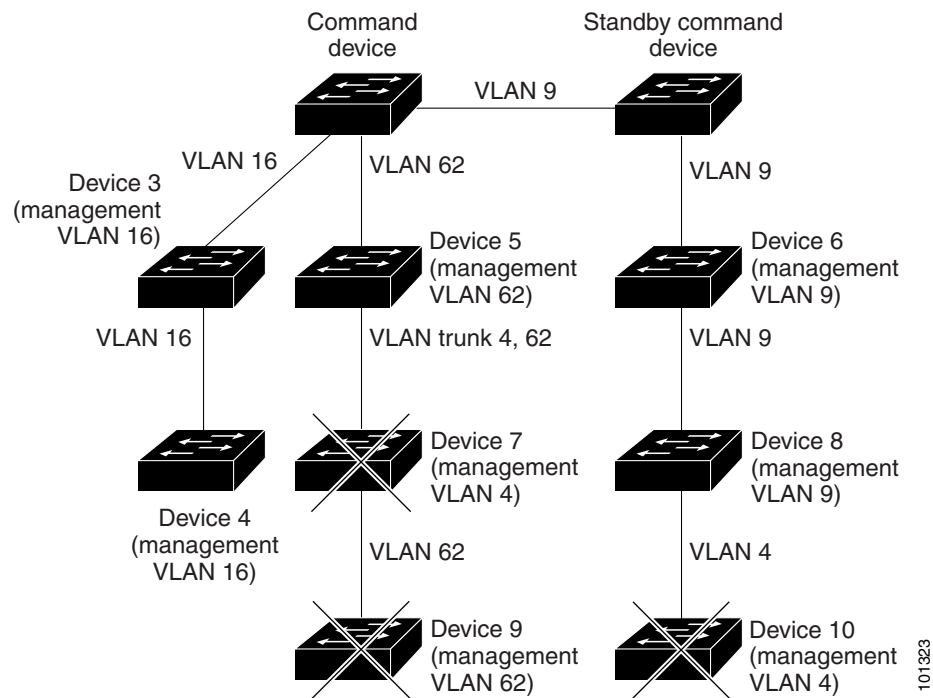 Command
device
Standby command
device
VLAN 9
VLAN 16
VLAN 62
VLAN 9
Device 3
(management
VLAN 16)
Device 5
(management
VLAN 62)
Device 6
(management
VLAN 9)
VLAN 16
VLAN trunk 4, 62
VLAN 9
Device 7
(management
VLAN 4)
Device 8
(management
VLAN 9)
Device 4
(management
VLAN 16)
VLAN 62
VLAN 4
Device 9
(management
VLAN 62)
Device 10
(management
VLAN 4)
101323